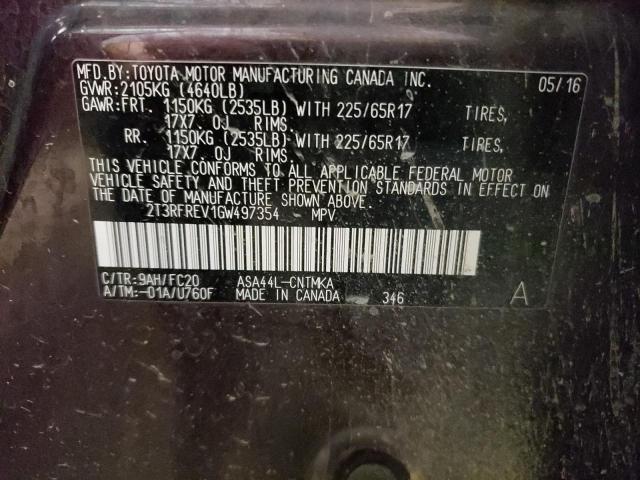 MFD.BY:TOYOTA MOTOR MANUFACTURING CANADA INC. 05/16
GVWR:2105KG (4640LB)
GAWR:FRT. 1150KG (2535LB) WITH 225/65R17 TIRES,
17X7.0J RIMS.
RR. 1150KG (2535LB) WITH 225/65R17 TIRES,
17X7.0J RIMS.
THIS VEHICLE CONFORMS TO ALL APPLICABLE FEDERAL MOTOR
VEHICLE SAFETY AND THEFT PREVENTION STANDARDS IN EFFECT ON
THE DATE OF MANUFACTURE SHOWN ABOVE.
2T3RFREV1GW497354 MPV
C/TR:9AH/FC20 ASA44L-CNTMKA
A/TM:-01A/U760F MADE IN CANADA 346 A